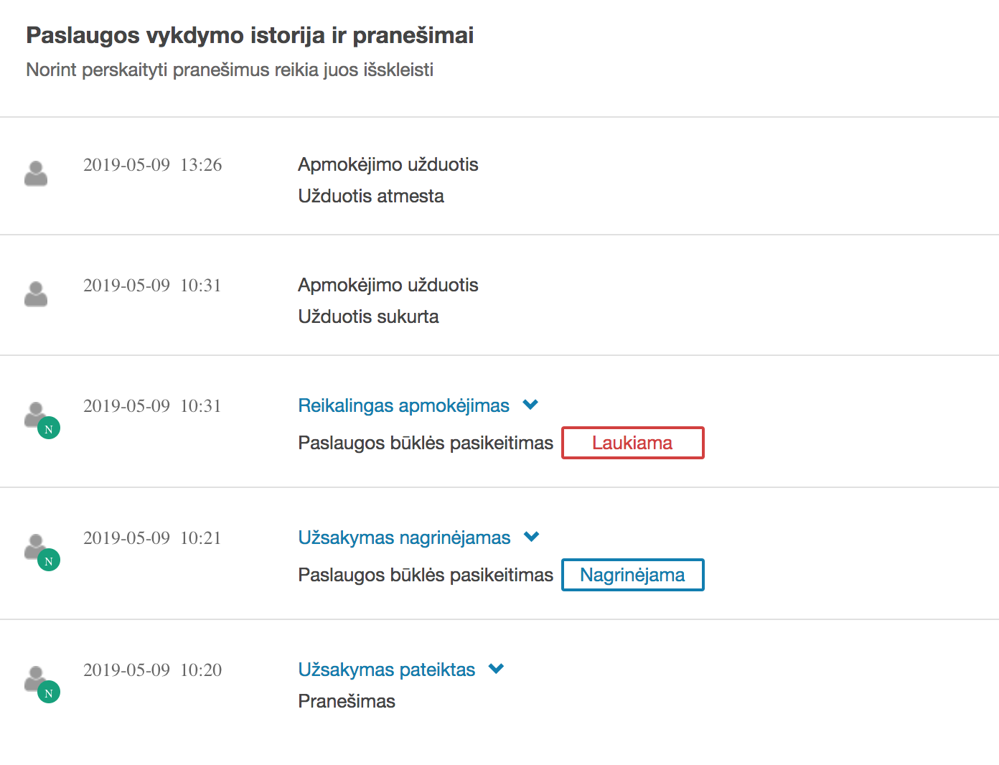 Paslaugos vykdymo istorija ir pranešimai
Norint perskaityti pranešimus reikia juos išskleisti
2019-05-09 13:26 Apmokėjimo užduotis
Užduotis atmesta
2019-05-09 10:31 Apmokėjimo užduotis
Užduotis sukurta
2019-05-09 10:31 Reikalingas apmokėjimas
N
Paslaugos būklės pasikeitimas Laukiama
2019-05-09 10:21 Užsakymas nagrinėjamas
N
Paslaugos būklės pasikeitimas Nagrinėjama
2019-05-09 10:20 Užsakymas pateiktas
N
Pranešimas